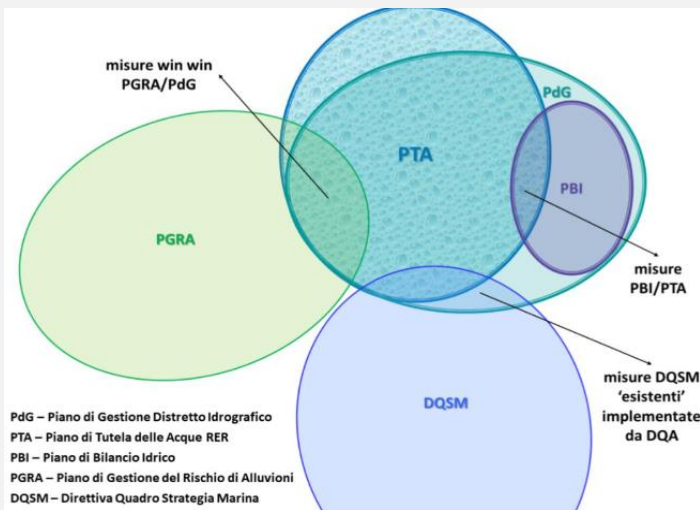 misure win win
PGRA/PdG
PdG
PTA
PBI
PGRA
misure
PBI/PTA
misure DQSM
'esistenti'
implementate
da DQA
DQSM
PdG – Piano di Gestione Distretto Idrografico
PTA – Piano di Tutela delle Acque RER
PBI – Piano di Bilancio Idrico
PGRA – Piano di Gestione del Rischio di Alluvioni
DQSM – Direttiva Quadro Strategia Marina